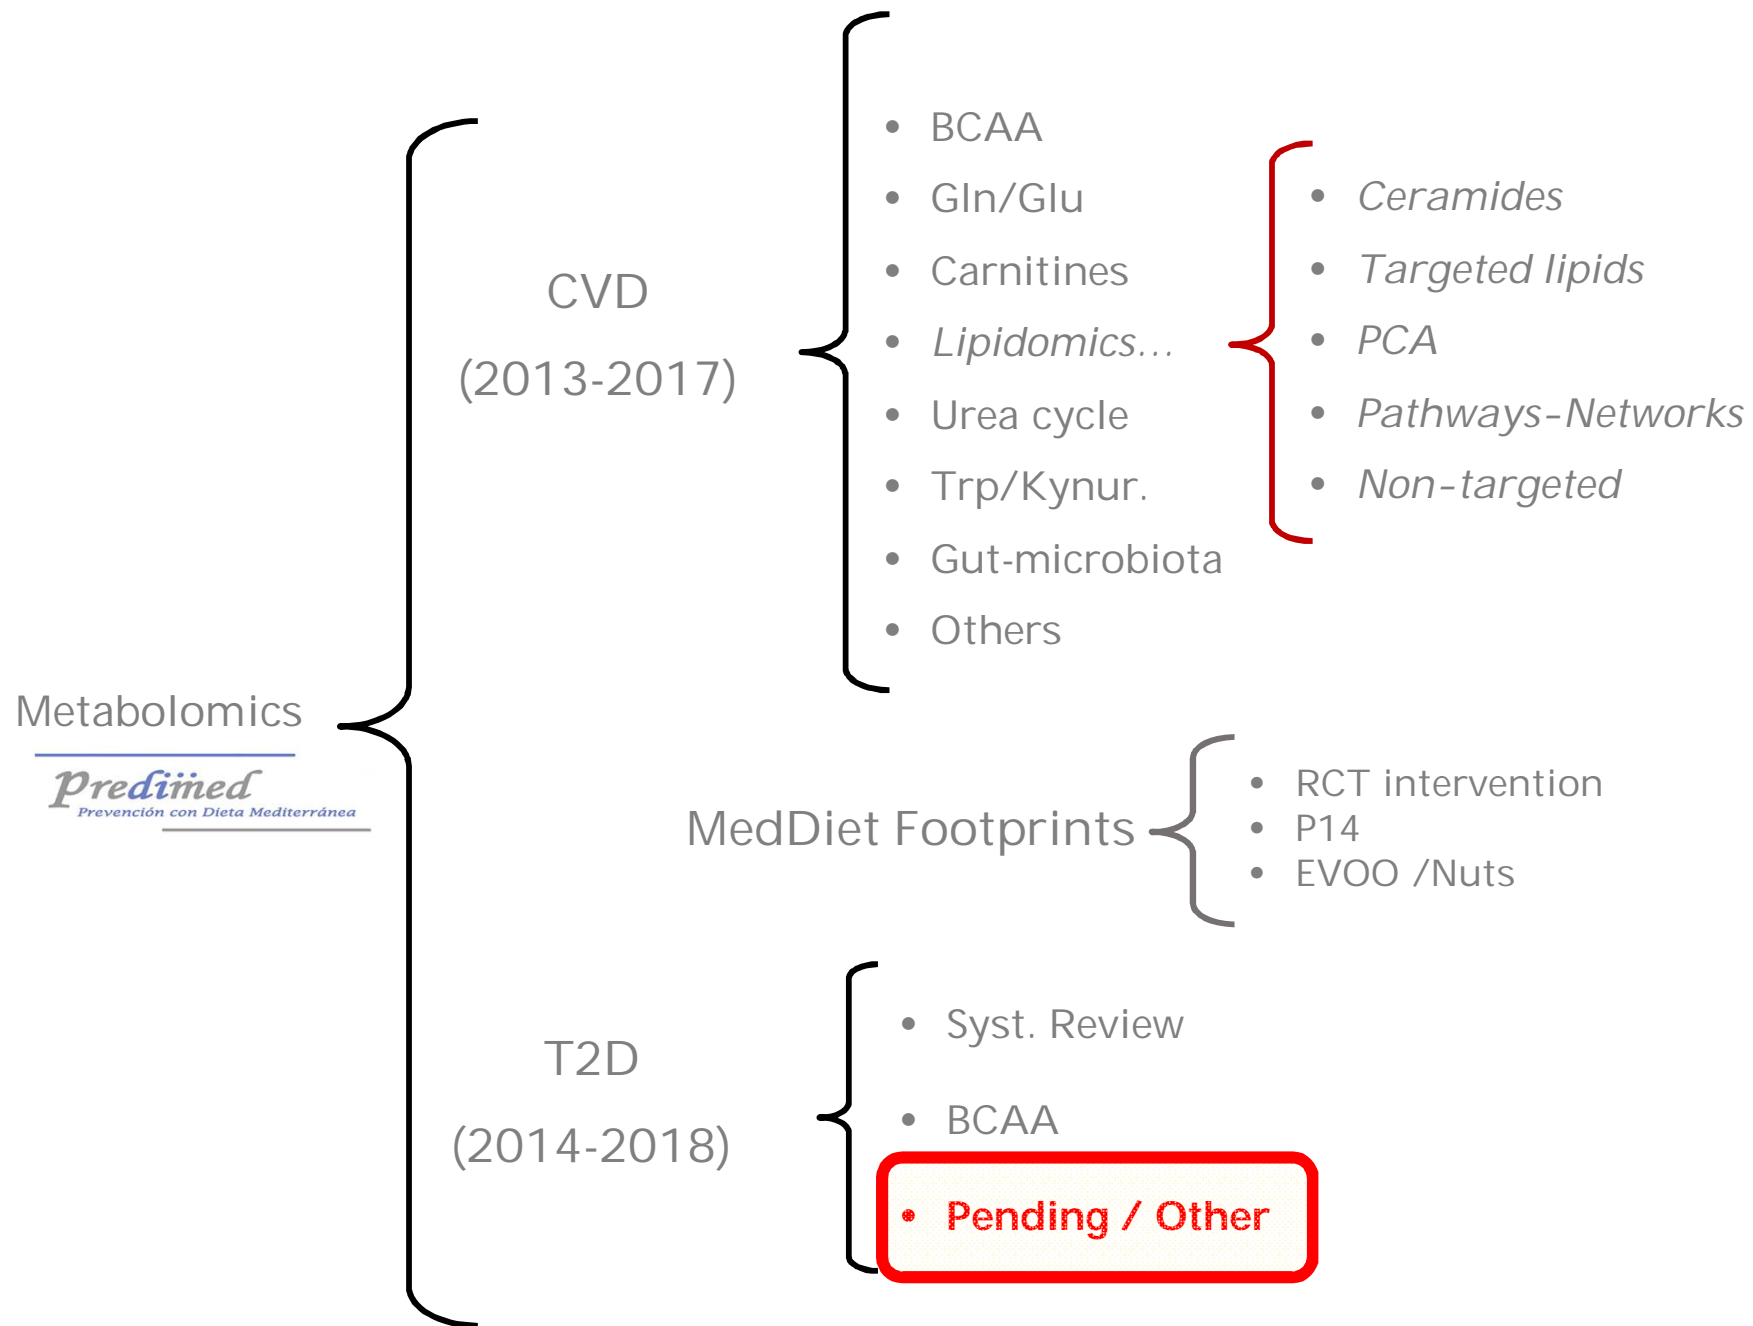 Metabolomics
Predimed
Prevención con Dieta Mediterránea
CVD
(2013-2017)
• BCAA
• Gln/Glu
• Carnitines
• Lipidomics...
• Urea cycle
• Trp/Kynur.
• Gut-microbiota
• Others
• Ceramides
• Targeted lipids
• PCA
• Pathways-Networks
• Non-targeted
MedDiet Footprints
• RCT intervention
• P14
• EVOO /Nuts
T2D
(2014-2018)
• Syst. Review
• BCAA
• Pending / Other